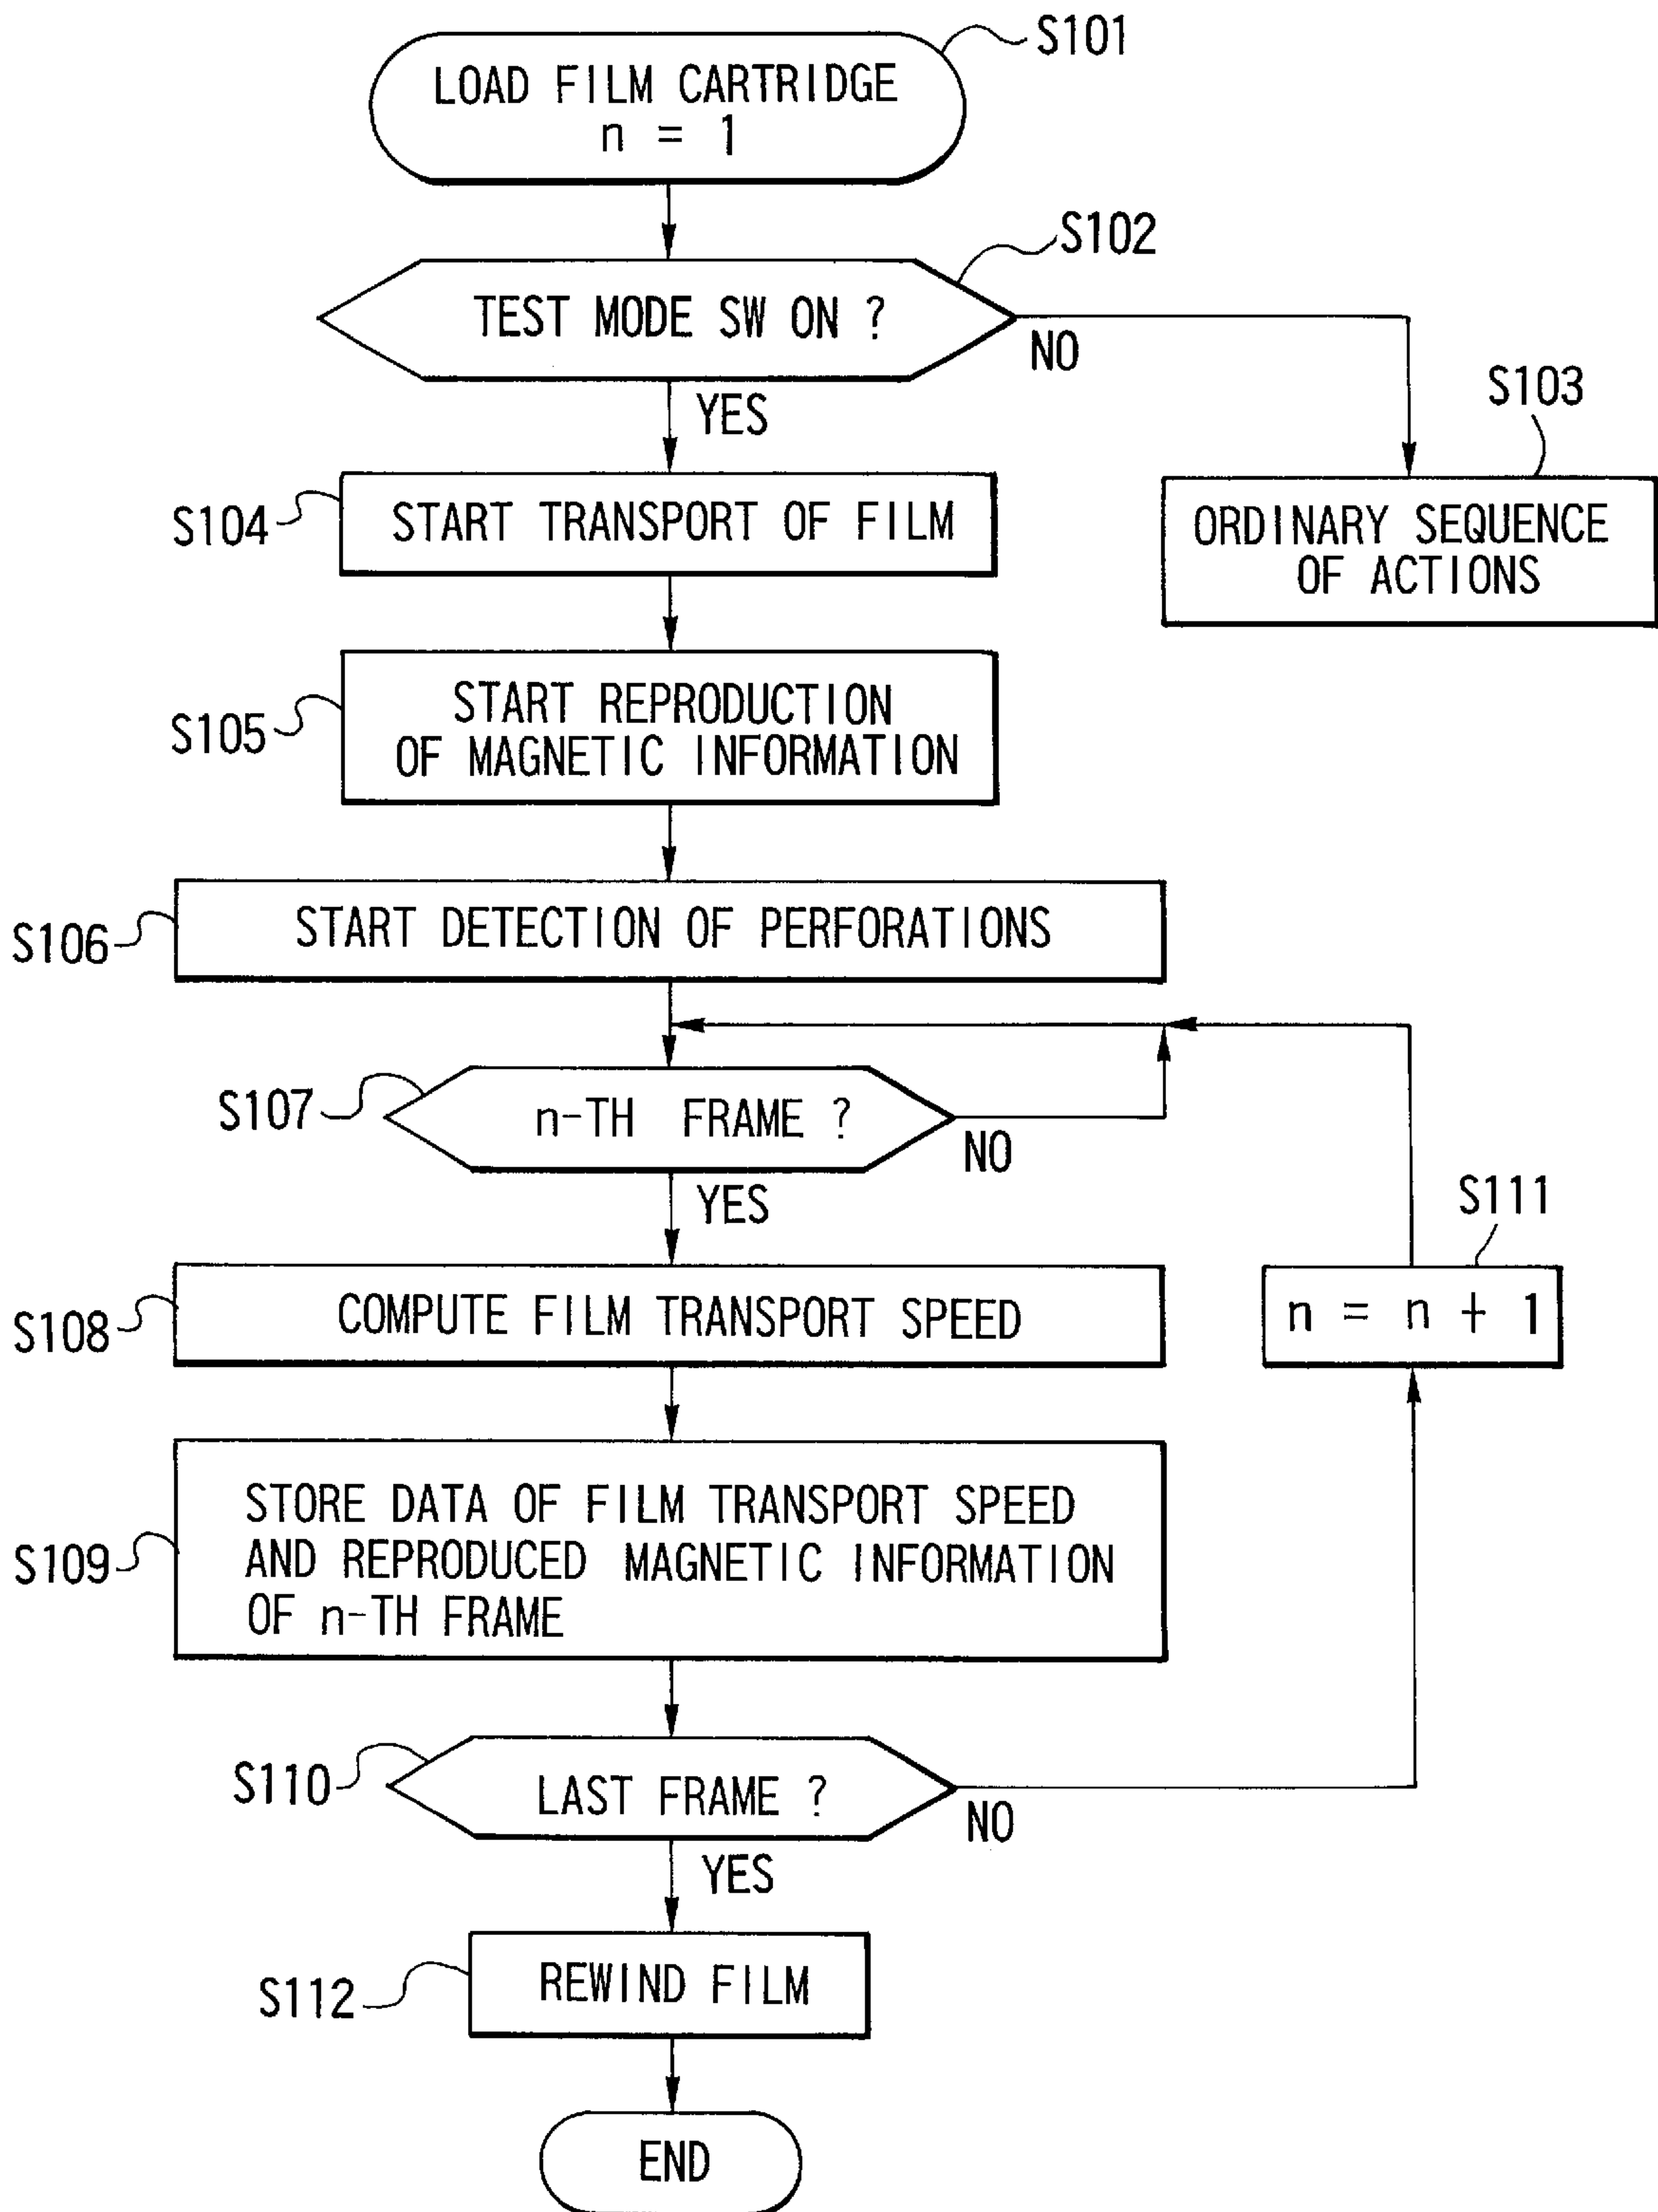 S101
LOAD FILM CARTRIDGE
n = 1
S102
TEST MODE SW ON ?
NO
YES
S103
ORDINARY SEQUENCE
OF ACTIONS
S104
START TRANSPORT OF FILM
S105
START REPRODUCTION
OF MAGNETIC INFORMATION
S106
START DETECTION OF PERFORATIONS
S107
n-TH FRAME ?
NO
YES
S111
n = n + 1
S108
COMPUTE FILM TRANSPORT SPEED
S109
STORE DATA OF FILM TRANSPORT SPEED
AND REPRODUCED MAGNETIC INFORMATION
OF n-TH FRAME
S110
LAST FRAME ?
NO
YES
S112
REWIND FILM
END